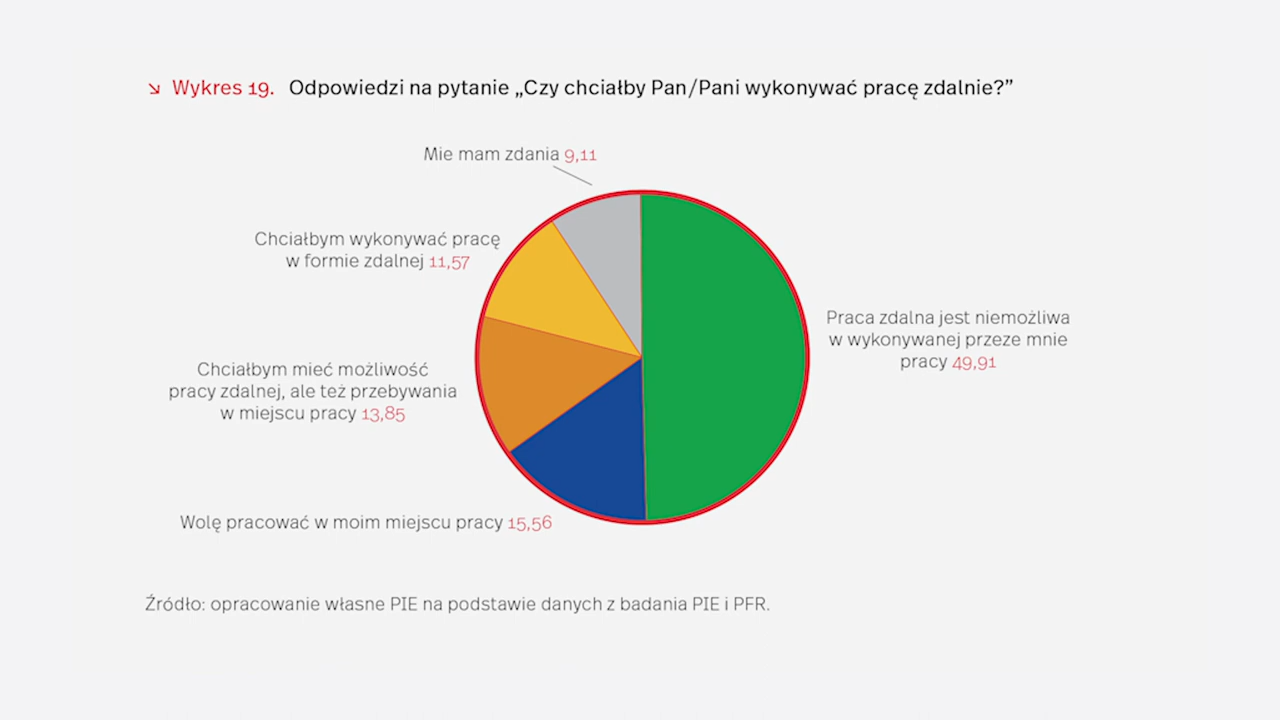 ↘ Wykres 19. Odpowiedzi na pytanie „Czy chciałby Pan/Pani wykonywać pracę zdalnie?”
Mie mam zdania 9,11
Chciałbym wykonywać pracę
w formie zdalnej 11,57
Praca zdalna jest niemożliwa
w wykonywanej przeze mnie
pracy 49,91
Chciałbym mieć możliwość
pracy zdalnej, ale też przebywania
w miejscu pracy 13,85
Wolę pracować w moim miejscu pracy 15,56
Źródło: opracowanie własne PIE na podstawie danych z badania PIE i PFR.